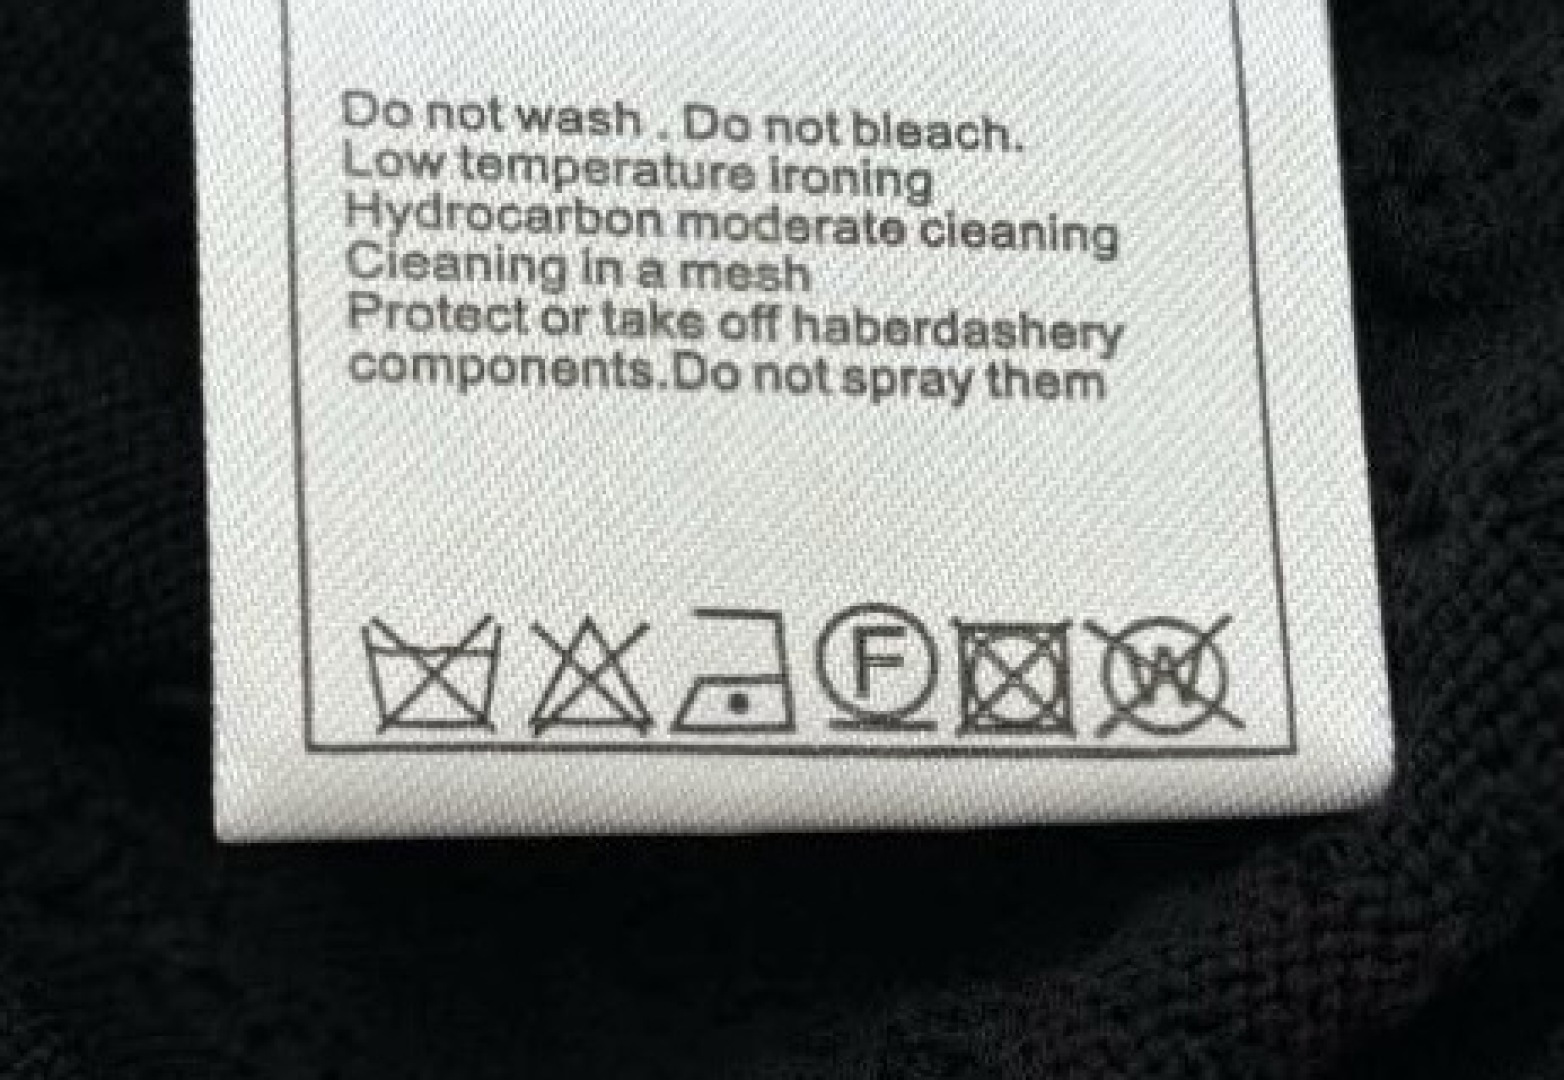 Do not wash . Do not bleach.
Low temperature ironing
Hydrocarbon moderate cleaning
Cleaning in a mesh
Protect or take off haberdashery
components.Do not spray them
F
W